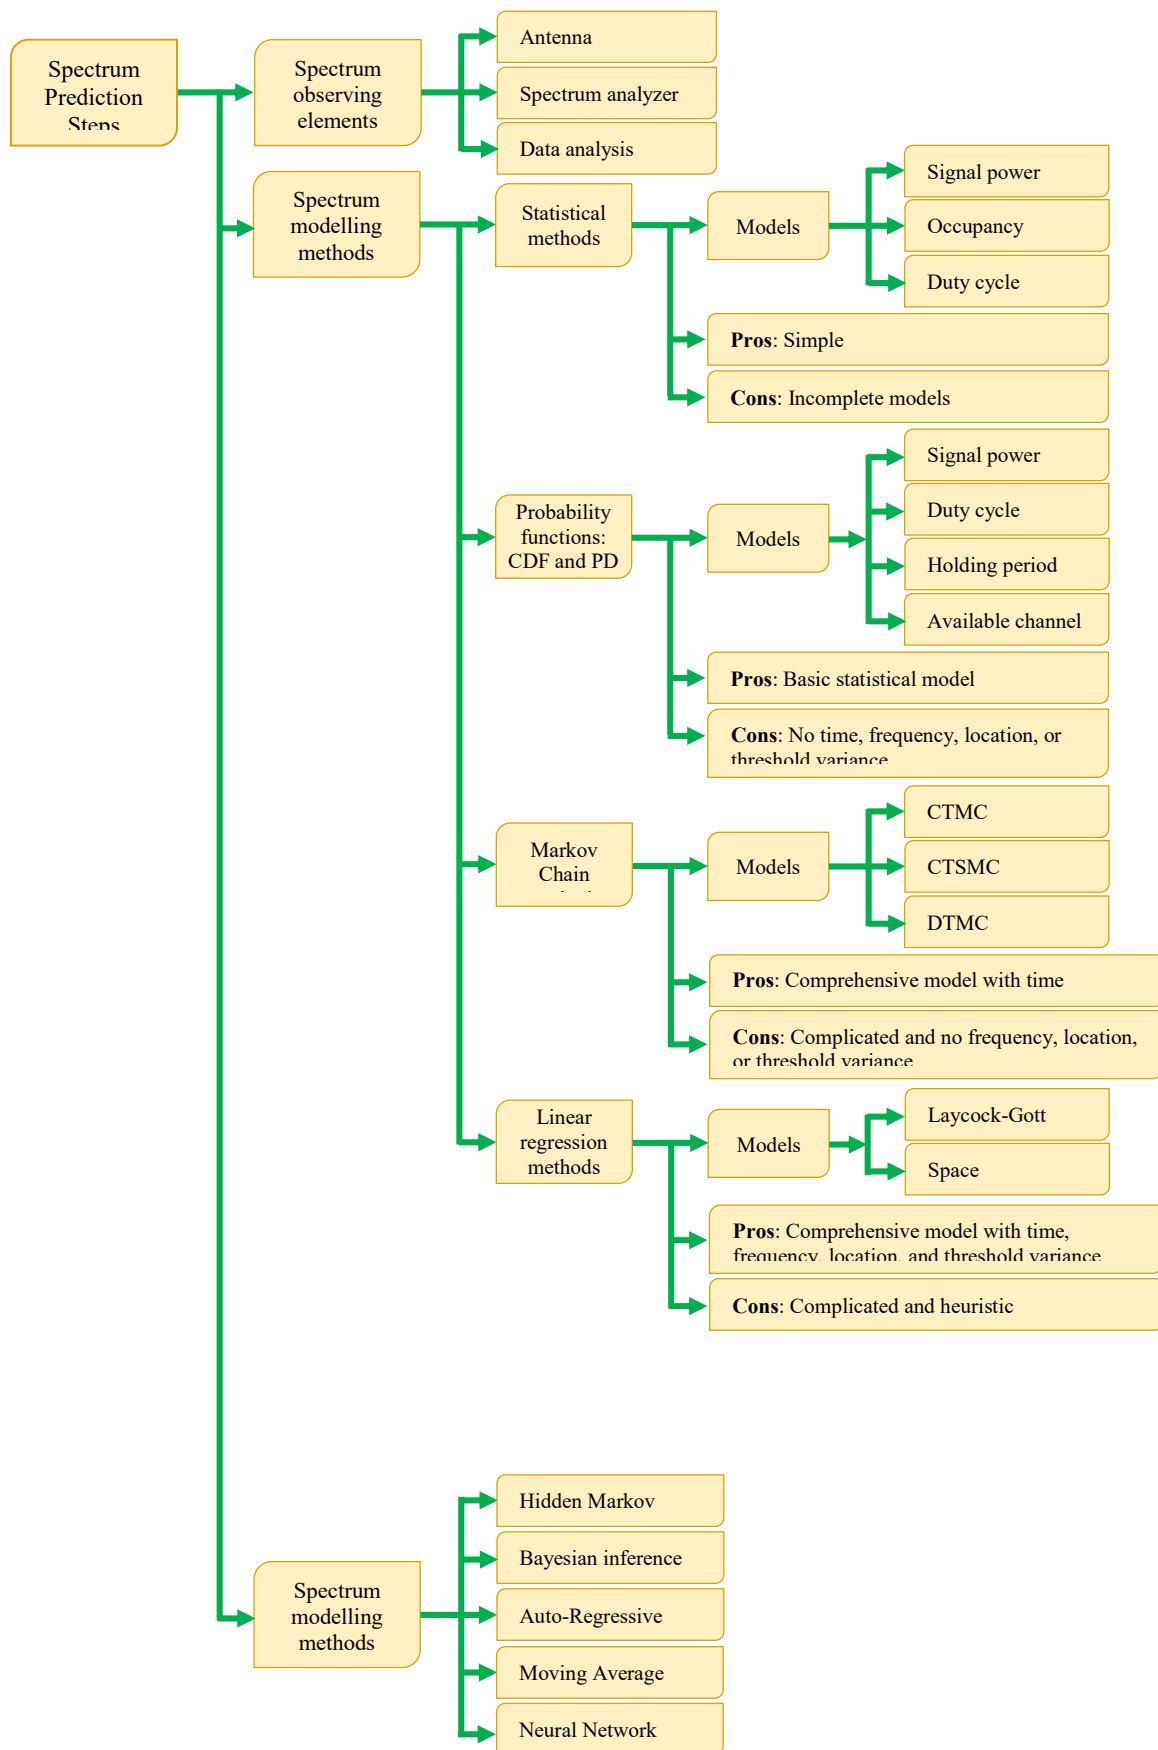 Spectrum
Prediction
Steps
Spectrum
observing
elements
Antenna
Spectrum analyzer
Data analysis
Spectrum
modelling
methods
Statistical
methods
Models
Signal power
Occupancy
Duty cycle
Pros: Simple
Cons: Incomplete models
Probability
functions:
CDF and PD
Models
Signal power
Duty cycle
Holding period
Available channel
Pros: Basic statistical model
Cons: No time, frequency, location, or
threshold variance
Markov
Chain
Models
CTMC
CTSMC
DTMC
Pros: Comprehensive model with time
Cons: Complicated and no frequency, location,
or threshold variance
Linear
regression
methods
Models
Laycock-Gott
Space
Pros: Comprehensive model with time,
frequency, location, and threshold variance
Cons: Complicated and heuristic
Spectrum
modelling
methods
Hidden Markov
Bayesian inference
Auto-Regressive
Moving Average
Neural Network